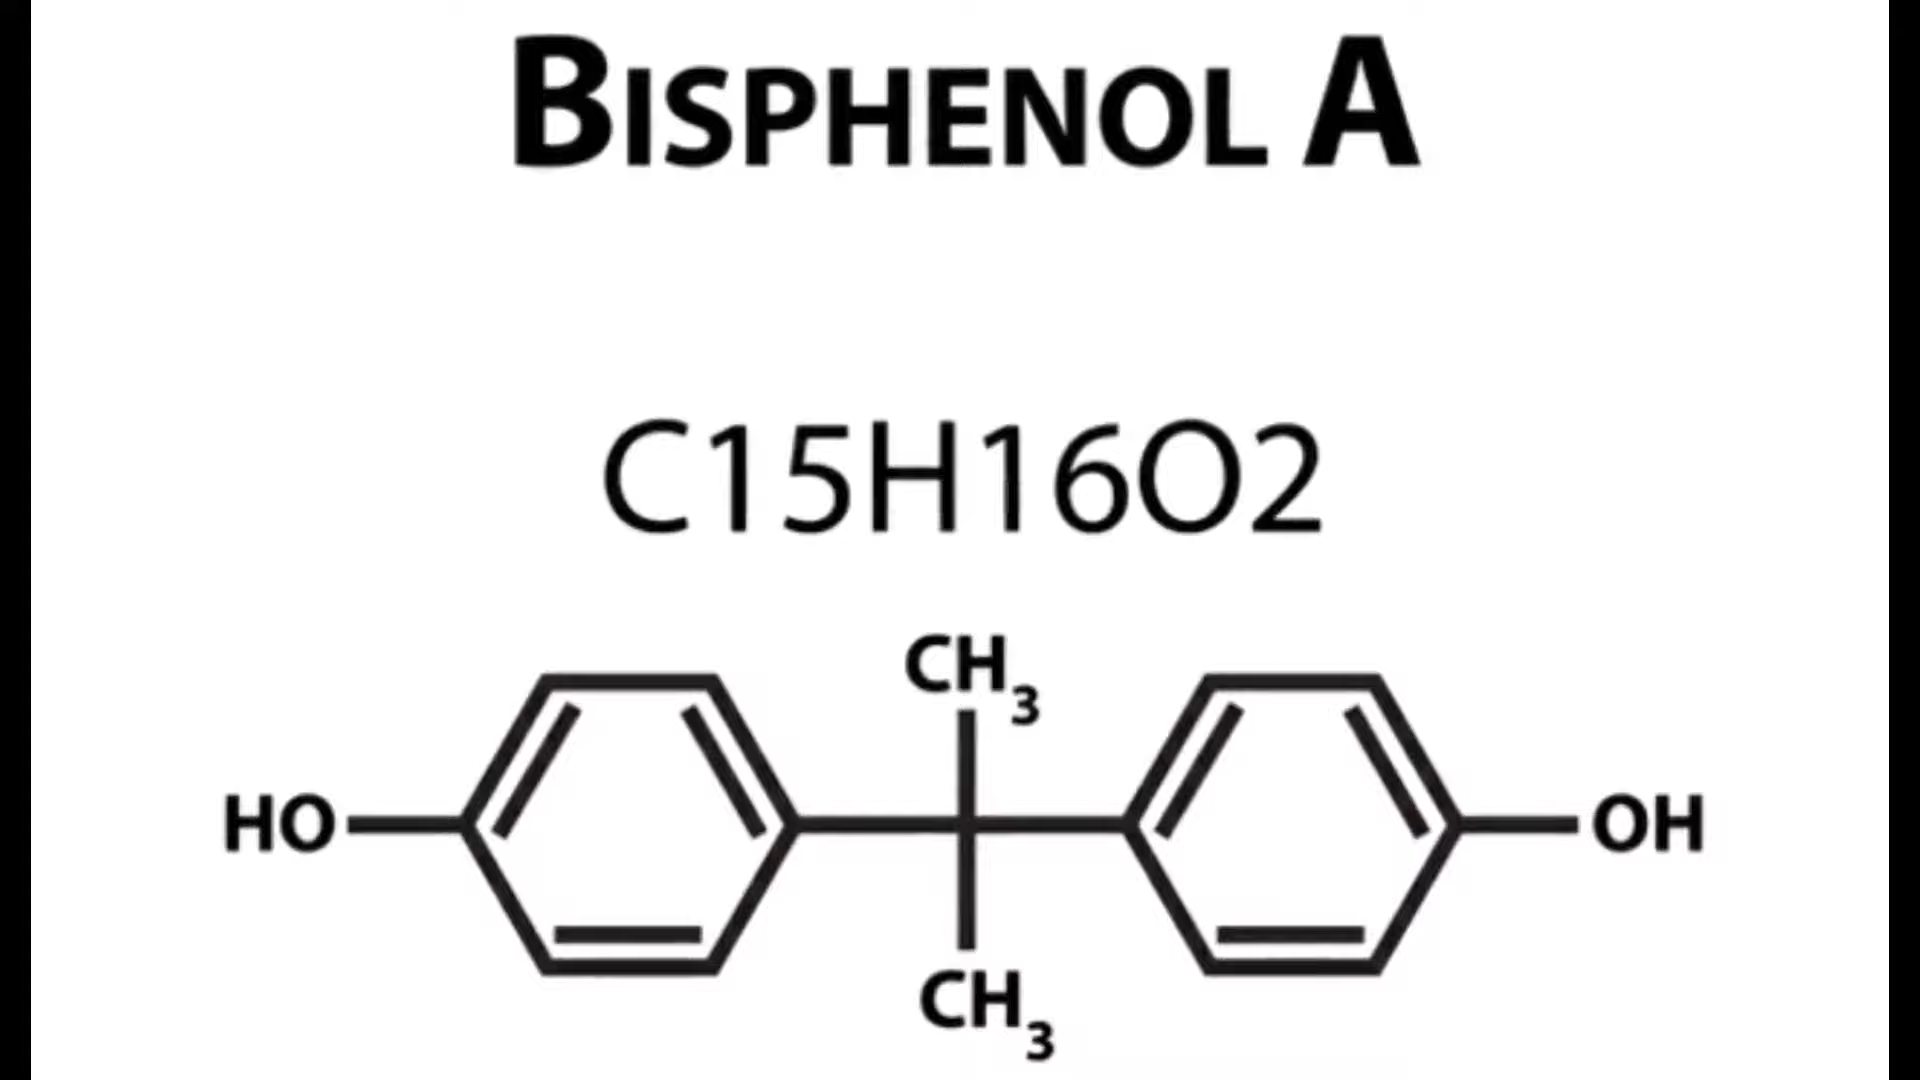 BISPHENOL A
C15H16O2
CH3
HO OH
CH3